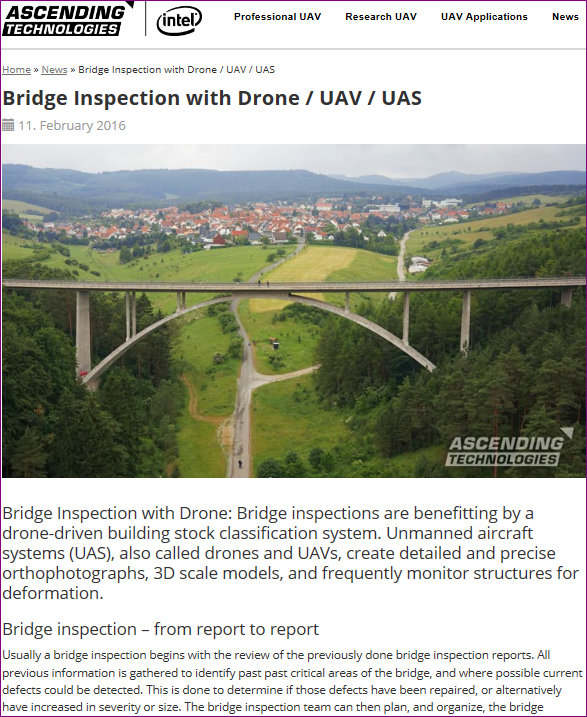 ASCENDING
TECHNOLOGIES
intel
Professional UAV
Research UAV
UAV Applications
News
Home » News » Bridge Inspection with Drone / UAV / UAS
Bridge Inspection with Drone / UAV / UAS
11. February 2016
ASCENDING
TECHNOLOGIES
Bridge Inspection with Drone: Bridge inspections are benefitting by a
drone-driven building stock classification system. Unmanned aircraft
systems (UAS), also called drones and UAVs, create detailed and precise
orthophotographs, 3D scale models, and frequently monitor structures for
deformation.
Bridge inspection – from report to report
Usually a bridge inspection begins with the review of the previously done bridge inspection reports. All
previous information is gathered to identify past past critical areas of the bridge, and where possible current
defects could be detected. This is done to determine if those defects have been repaired, or alternatively
have increased in severity or size. The bridge inspection team can then plan, and organize, the bridge